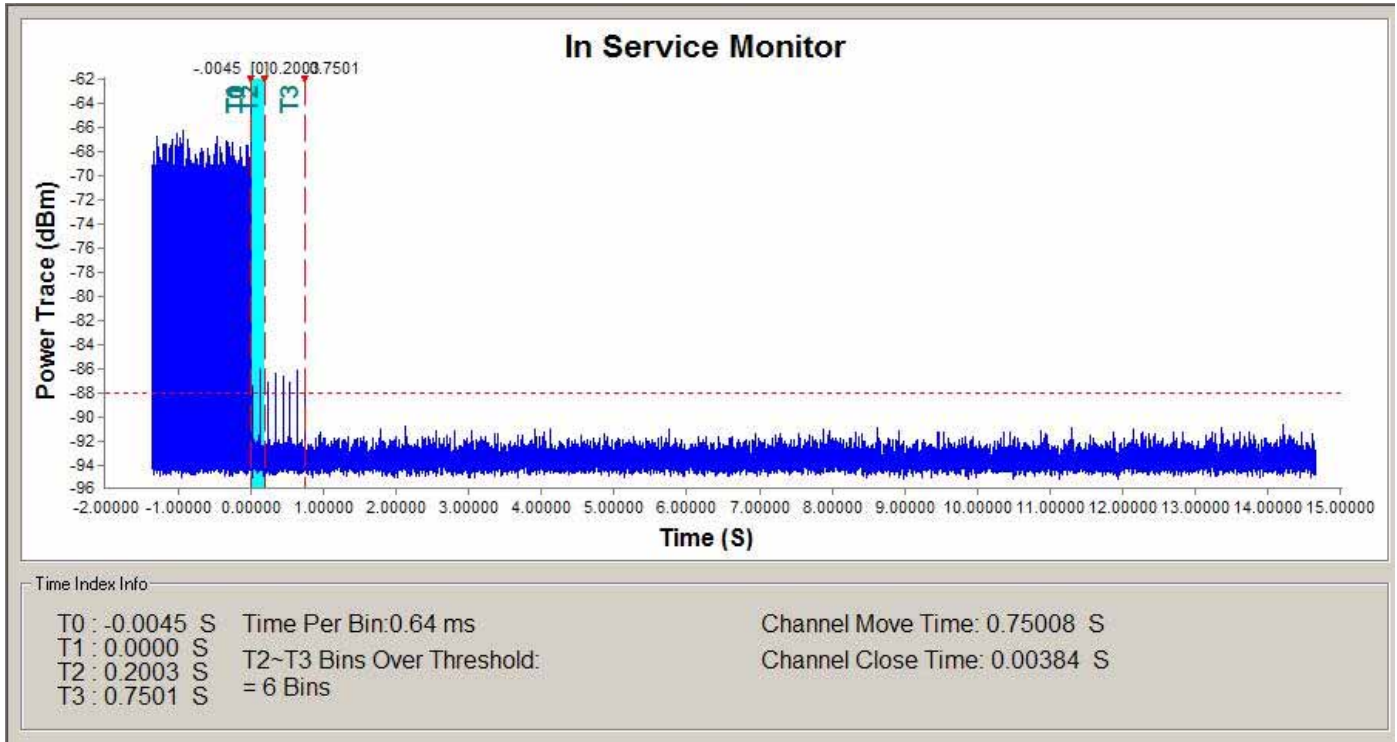 In Service Monitor
-.0045 [0]0.2003.7501
T0 T2 T3
-62
-64
-66
-68
-70
-72
-74
-76
-78
-80
-82
-84
-86
-88
-90
-92
-94
-96
Power Trace (dBm)
-2.00000 -1.00000 0.00000 1.00000 2.00000 3.00000 4.00000 5.00000 6.00000 7.00000 8.00000 9.00000 10.00000 11.00000 12.00000 13.00000 14.00000 15.00000
Time (S)
Time Index Info
T0 : -0.0045 S
T1 : 0.0000 S
T2 : 0.2003 S
T3 : 0.7501 S
Time Per Bin:0.64 ms
T2~T3 Bins Over Threshold:
= 6 Bins
Channel Move Time: 0.75008 S
Channel Close Time: 0.00384 S